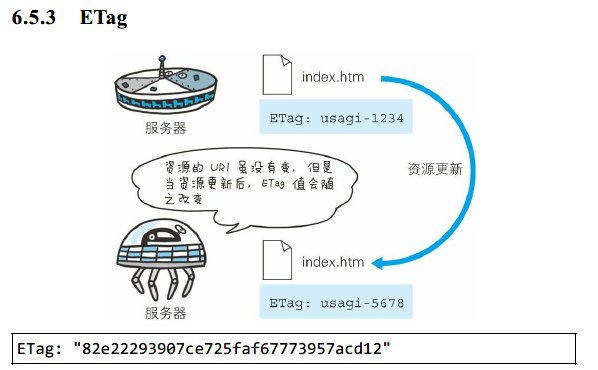 6.5.3 ETag
index.htm
ETag: usagi-1234
服务器
资源更新
资源的 URI 虽没有变，但是
当资源更新后，ETag 值会随
之改变
index.htm
ETag: usagi-5678
服务器
ETag: "82e22293907ce725faf67773957acd12"